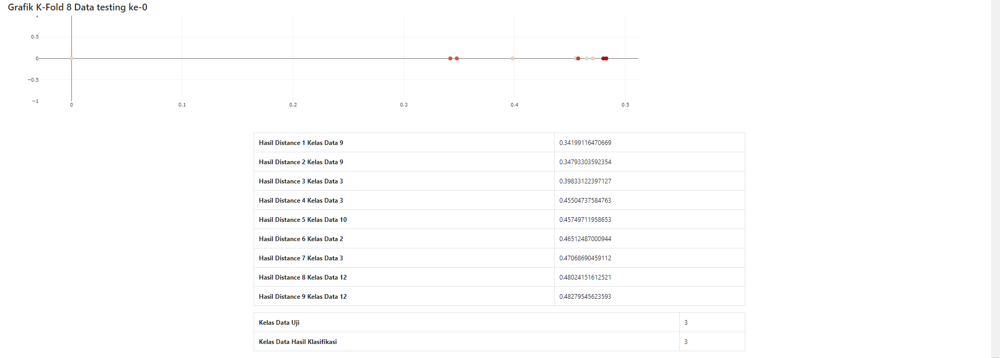 Grafik K-Fold 8 Data testing ke-0
1
0.5
0
−0.5
−1
0 0.1 0.2 0.3 0.4 0.5
Hasil Distance 1 Kelas Data 9 0.34199116470669
Hasil Distance 2 Kelas Data 9 0.34793303592354
Hasil Distance 3 Kelas Data 3 0.39833122397127
Hasil Distance 4 Kelas Data 3 0.45504737584763
Hasil Distance 5 Kelas Data 10 0.45749711958653
Hasil Distance 6 Kelas Data 2 0.46512487000944
Hasil Distance 7 Kelas Data 3 0.47068690459112
Hasil Distance 8 Kelas Data 12 0.48024151612521
Hasil Distance 9 Kelas Data 12 0.48279545623593
Kelas Data Uji 3
Kelas Data Hasil Klasifikasi 3